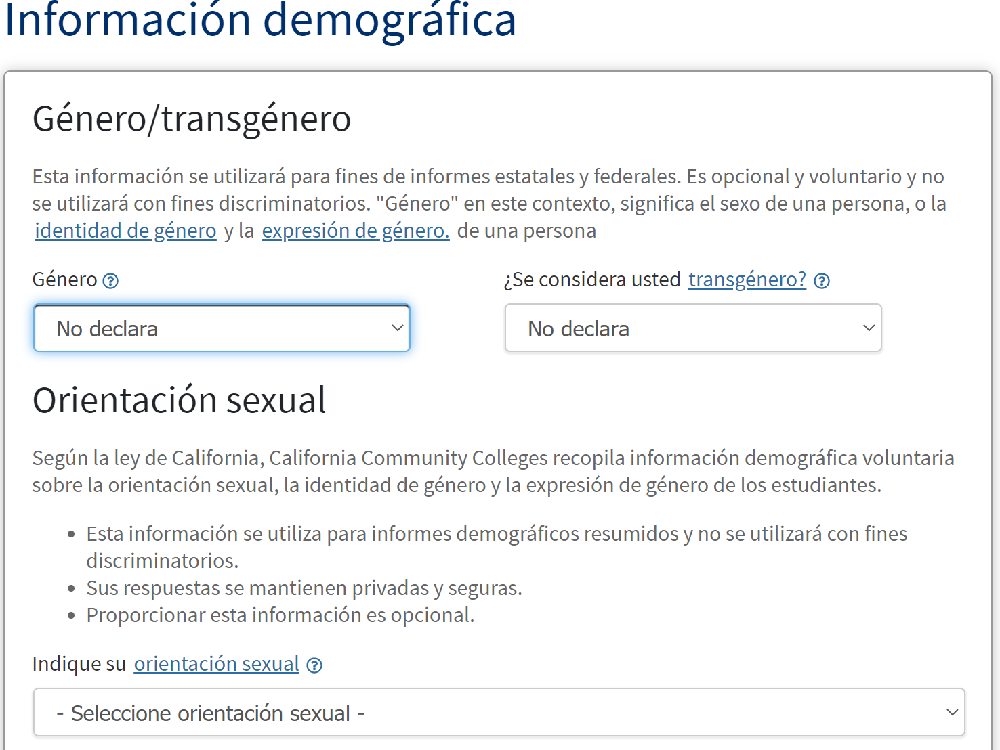 Información demográfica
Género/transgénero
Esta información se utilizará para fines de informes estatales y federales. Es opcional y voluntario y no
se utilizará con fines discriminatorios. "Género" en este contexto, significa el sexo de una persona, o la
identidad de género y la expresión de género. de una persona
Género ?
¿Se considera usted transgénero? ?
No declara
No declara
Orientación sexual
Según la ley de California, California Community Colleges recopila información demográfica voluntaria
sobre la orientación sexual, la identidad de género y la expresión de género de los estudiantes.
• Esta información se utiliza para informes demográficos resumidos y no se utilizará con fines
discriminatorios.
• Sus respuestas se mantienen privadas y seguras.
• Proporcionar esta información es opcional.
Indique su orientación sexual ?
- Seleccione orientación sexual -